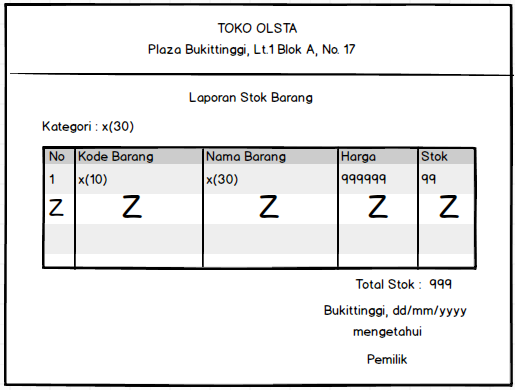 TOKO OLSTA
Plaza Bukittinggi, Lt.1 Blok A, No. 17
Laporan Stok Barang
Kategori : x(30)
No Kode Barang Nama Barang Harga Stok
1 x(10) x(30) 999999 99
Z Z Z Z Z
Total Stok : 999
Bukittinggi, dd/mm/yyyy
mengetahui
Pemilik